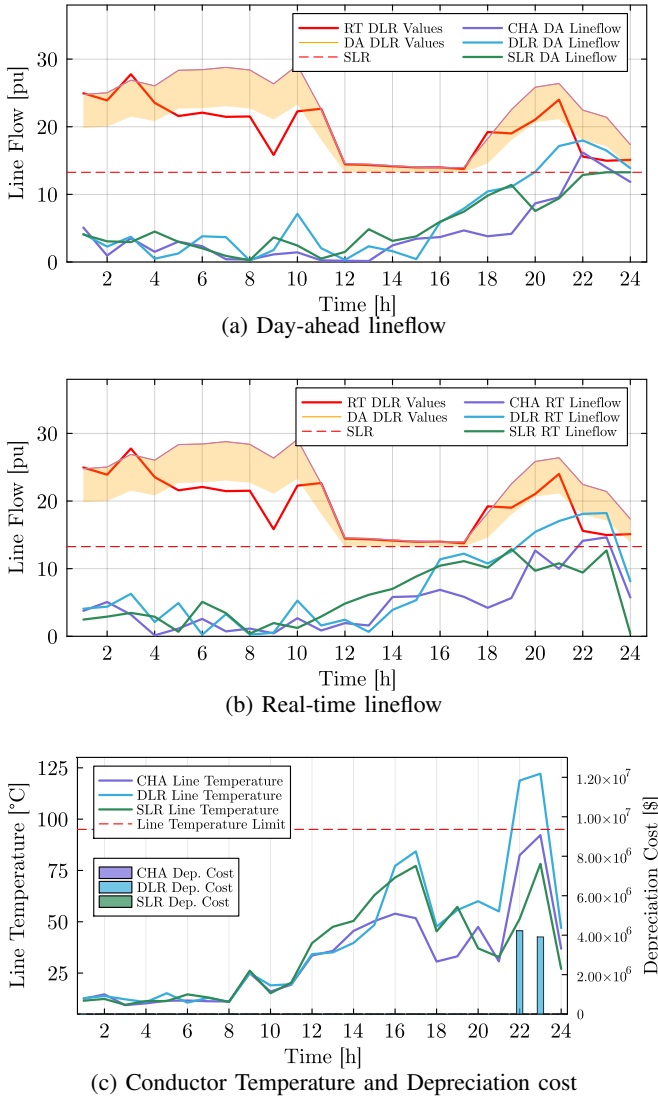 RT DLR Values
DA DLR Values
SLR
CHA DA Lineflow
DLR DA Lineflow
SLR DA Lineflow
Line Flow [pu]
30
20
10
0
2 4 6 8 10 12 14 16 18 20 22 24
Time [h]
(a) Day-ahead lineflow
RT DLR Values
DA DLR Values
SLR
CHA RT Lineflow
DLR RT Lineflow
SLR RT Lineflow
Line Flow [pu]
30
20
10
0
2 4 6 8 10 12 14 16 18 20 22 24
Time [h]
(b) Real-time lineflow
CHA Line Temperature
DLR Line Temperature
SLR Line Temperature
Line Temperature Limit
CHA Dep. Cost
DLR Dep. Cost
SLR Dep. Cost
Line Temperature [°C]
125
100
75
50
25
Depreciation Cost [$]
1.20×10⁷
1.00×10⁷
8.00×10⁶
6.00×10⁶
4.00×10⁶
2.00×10⁶
0
2 4 6 8 10 12 14 16 18 20 22 24
Time [h]
(c) Conductor Temperature and Depreciation cost